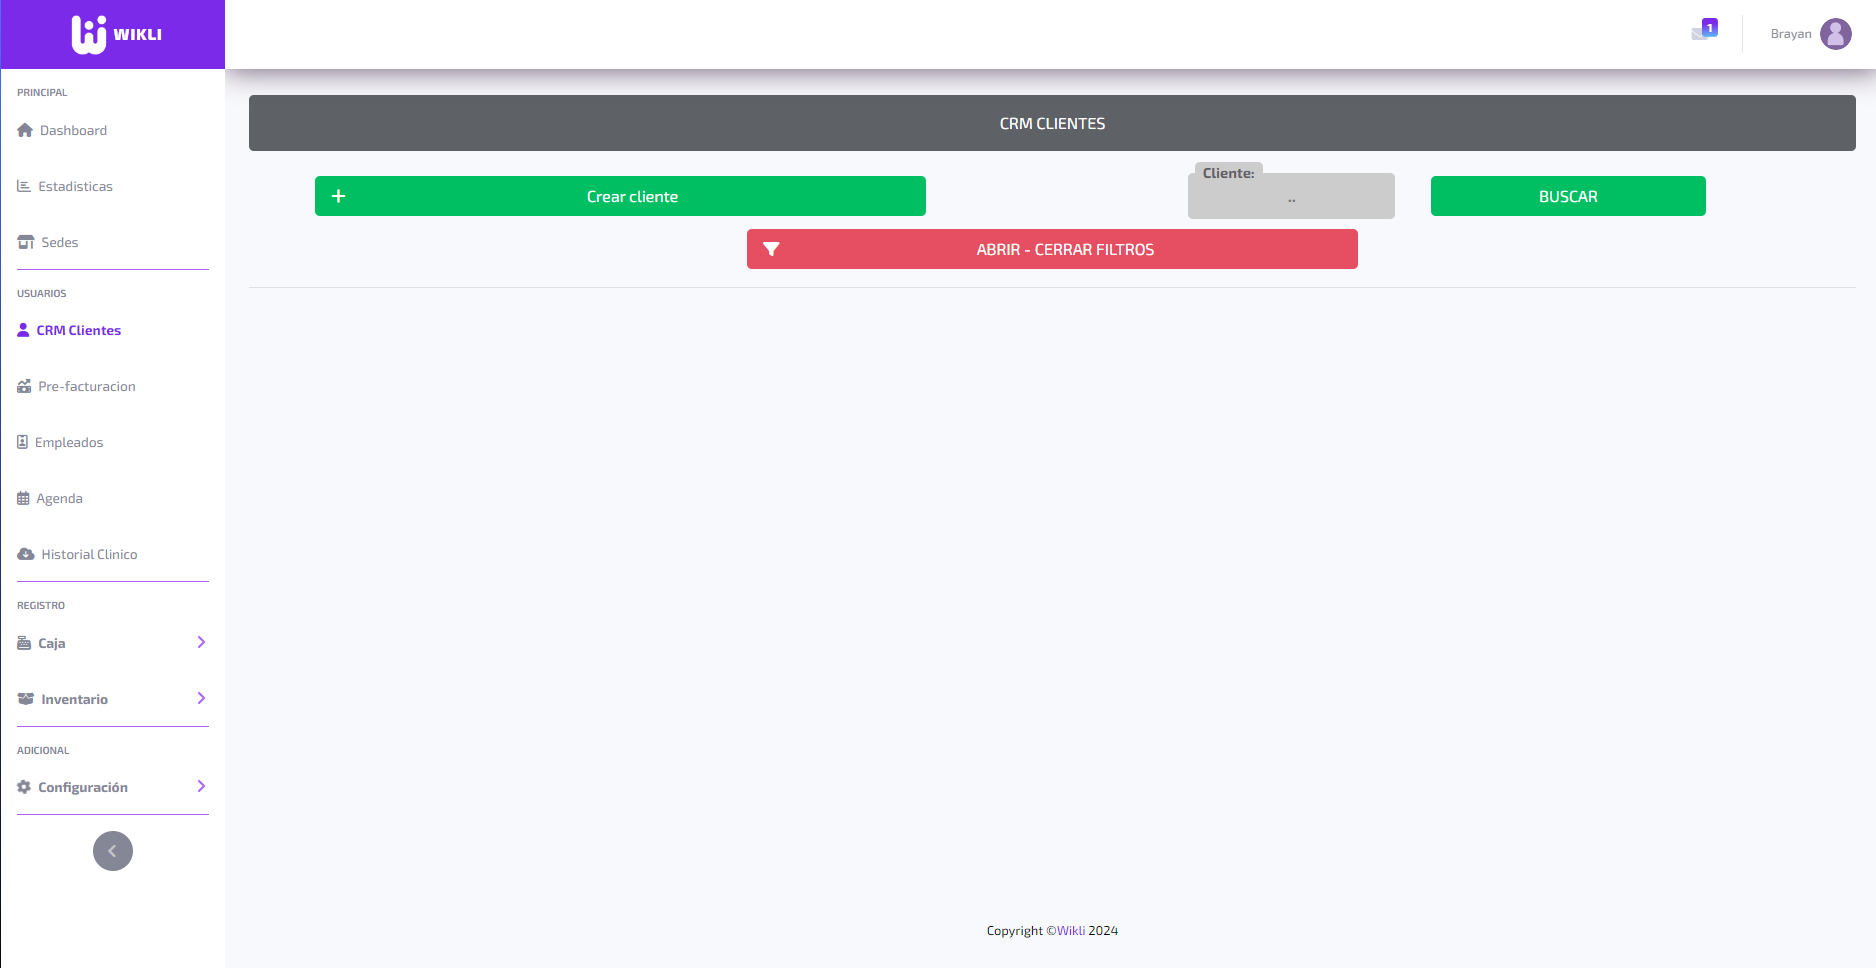 WIKLI
1
Brayan
PRINCIPAL
Dashboard
Estadisticas
Sedes
USUARIOS
CRM Clientes
Pre-facturacion
Empleados
Agenda
Historial Clinico
REGISTRO
Caja
Inventario
ADICIONAL
Configuración
CRM CLIENTES
Crear cliente
Cliente:
..
BUSCAR
ABRIR - CERRAR FILTROS
Copyright ©Wikli 2024